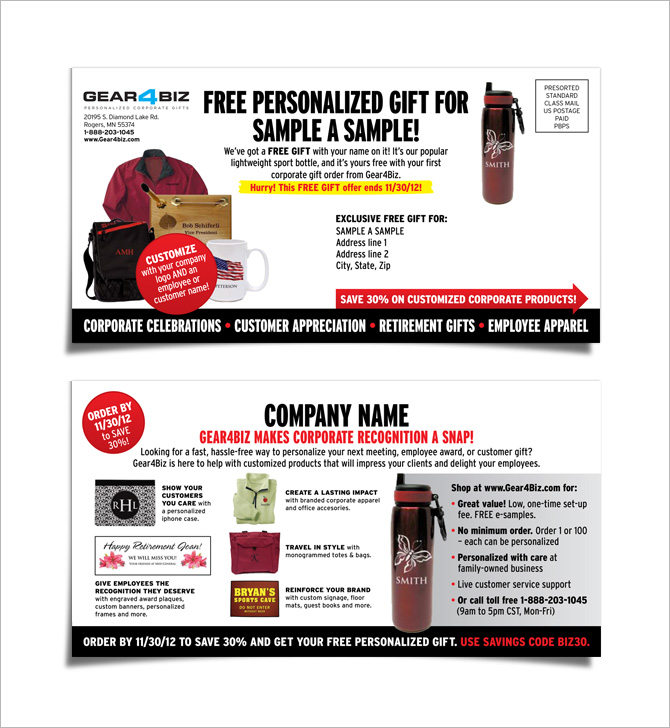 GEAR4BIZ
PERSONALIZED CORPORATE GIFTS
20195 S. Diamond Lake Rd.
Rogers, MN 55374
1-888-203-1045
www.Gear4biz.com
FREE PERSONALIZED GIFT FOR
SAMPLE A SAMPLE!
We've got a FREE GIFT with your name on it! It's our popular
lightweight sport bottle, and it's yours free with your first
corporate gift order from Gear4Biz.
Hurry! This FREE GIFT offer ends 11/30/12!
SMITH
PRESORTED
STANDARD
CLASS MAIL
US POSTAGE
PAID
PBPS
Bob Schifferli
Vice President
AMH
PETERSON
CUSTOMIZE
with your company
logo AND an
employee or
customer name!
EXCLUSIVE FREE GIFT FOR:
SAMPLE A SAMPLE
Address line 1
Address line 2
City, State, Zip
SAVE 30% ON CUSTOMIZED CORPORATE PRODUCTS!
CORPORATE CELEBRATIONS • CUSTOMER APPRECIATION • RETIREMENT GIFTS • EMPLOYEE APPAREL
ORDER BY
11/30/12
to SAVE
30%!
COMPANY NAME
GEAR4BIZ MAKES CORPORATE RECOGNITION A SNAP!
Looking for a fast, hassle-free way to personalize your next meeting, employee award, or customer gift?
Gear4Biz is here to help with customized products that will impress your clients and delight your employees.
RHL
SHOW YOUR
CUSTOMERS
YOU CARE with
a personalized
iphone case.
Happy Retirement Jean!
WE WILL MISS YOU!
GIVE EMPLOYEES THE
RECOGNITION THEY DESERVE
with engraved award plaques,
custom banners, personalized
frames and more.
CREATE A LASTING IMPACT
with branded corporate apparel
and office accesories.
TRAVEL IN STYLE with
monogrammed totes & bags.
BRYAN'S
SPORTS CAVE
DO NOT ENTER
REINFORCE YOUR BRAND
with custom signage, floor
mats, guest books and more.
SMITH
Shop at www.Gear4Biz.com for:
• Great value! Low, one-time set-up
fee. FREE e-samples.
• No minimum order. Order 1 or 100
– each can be personalized
• Personalized with care at
family-owned business
• Live customer service support
• Or call toll free 1-888-203-1045
(9am to 5pm CST, Mon-Fri)
ORDER BY 11/30/12 TO SAVE 30% AND GET YOUR FREE PERSONALIZED GIFT. USE SAVINGS CODE BIZ30.